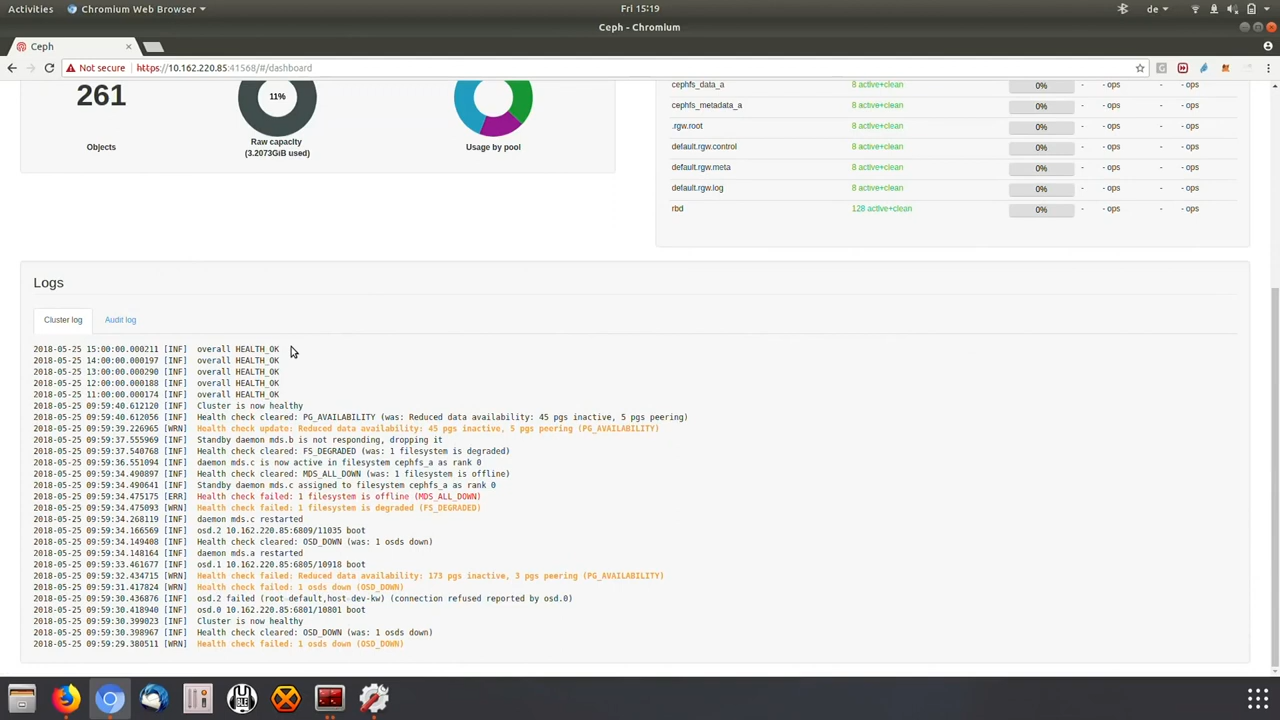 Activities Chromium Web Browser Fri 15:19 de
Ceph - Chromium
Ceph
Not secure https://10.162.220.85:41568/#/dashboard
261
Objects
11%
Raw capacity
(3.2073GiB used)
Usage by pool
cephfs_data_a 8 active+clean 0% - - ops - - ops
cephfs_metadata_a 8 active+clean 0% - - ops - - ops
.rgw.root 8 active+clean 0% - - ops - - ops
default.rgw.control 8 active+clean 0% - - ops - - ops
default.rgw.meta 8 active+clean 0% - - ops - - ops
default.rgw.log 8 active+clean 0% - - ops - - ops
rbd 128 active+clean 0% - - ops - - ops
Logs
Cluster log Audit log
2018-05-25 15:00:00.000211 [INF] overall HEALTH_OK
2018-05-25 14:00:00.000197 [INF] overall HEALTH_OK
2018-05-25 13:00:00.000290 [INF] overall HEALTH_OK
2018-05-25 12:00:00.000188 [INF] overall HEALTH_OK
2018-05-25 11:00:00.000174 [INF] overall HEALTH_OK
2018-05-25 09:59:40.612120 [INF] Cluster is now healthy
2018-05-25 09:59:40.612056 [INF] Health check cleared: PG_AVAILABILITY (was: Reduced data availability: 45 pgs inactive, 5 pgs peering)
2018-05-25 09:59:39.226965 [WRN] Health check update: Reduced data availability: 45 pgs inactive, 5 pgs peering (PG_AVAILABILITY)
2018-05-25 09:59:37.555969 [INF] Standby daemon mds.b is not responding, dropping it
2018-05-25 09:59:37.540768 [INF] Health check cleared: FS_DEGRADED (was: 1 filesystem is degraded)
2018-05-25 09:59:36.551094 [INF] daemon mds.c is now active in filesystem cephfs_a as rank 0
2018-05-25 09:59:34.490897 [INF] Health check cleared: MDS_ALL_DOWN (was: 1 filesystem is offline)
2018-05-25 09:59:34.490641 [INF] Standby daemon mds.c assigned to filesystem cephfs_a as rank 0
2018-05-25 09:59:34.475175 [ERR] Health check failed: 1 filesystem is offline (MDS_ALL_DOWN)
2018-05-25 09:59:34.475093 [WRN] Health check failed: 1 filesystem is degraded (FS_DEGRADED)
2018-05-25 09:59:34.268119 [INF] daemon mds.c restarted
2018-05-25 09:59:34.166569 [INF] osd.2 10.162.220.85:6809/11035 boot
2018-05-25 09:59:34.149408 [INF] Health check cleared: OSD_DOWN (was: 1 osds down)
2018-05-25 09:59:34.148164 [INF] daemon mds.a restarted
2018-05-25 09:59:33.461677 [INF] osd.1 10.162.220.85:6805/10918 boot
2018-05-25 09:59:32.434715 [WRN] Health check failed: Reduced data availability: 173 pgs inactive, 3 pgs peering (PG_AVAILABILITY)
2018-05-25 09:59:31.417824 [WRN] Health check failed: 1 osds down (OSD_DOWN)
2018-05-25 09:59:30.436876 [INF] osd.2 failed (root=default,host=dev-kw) (connection refused reported by osd.0)
2018-05-25 09:59:30.418940 [INF] osd.0 10.162.220.85:6801/10801 boot
2018-05-25 09:59:30.399023 [INF] Cluster is now healthy
2018-05-25 09:59:30.398967 [INF] Health check cleared: OSD_DOWN (was: 1 osds down)
2018-05-25 09:59:29.380511 [WRN] Health check failed: 1 osds down (OSD_DOWN)